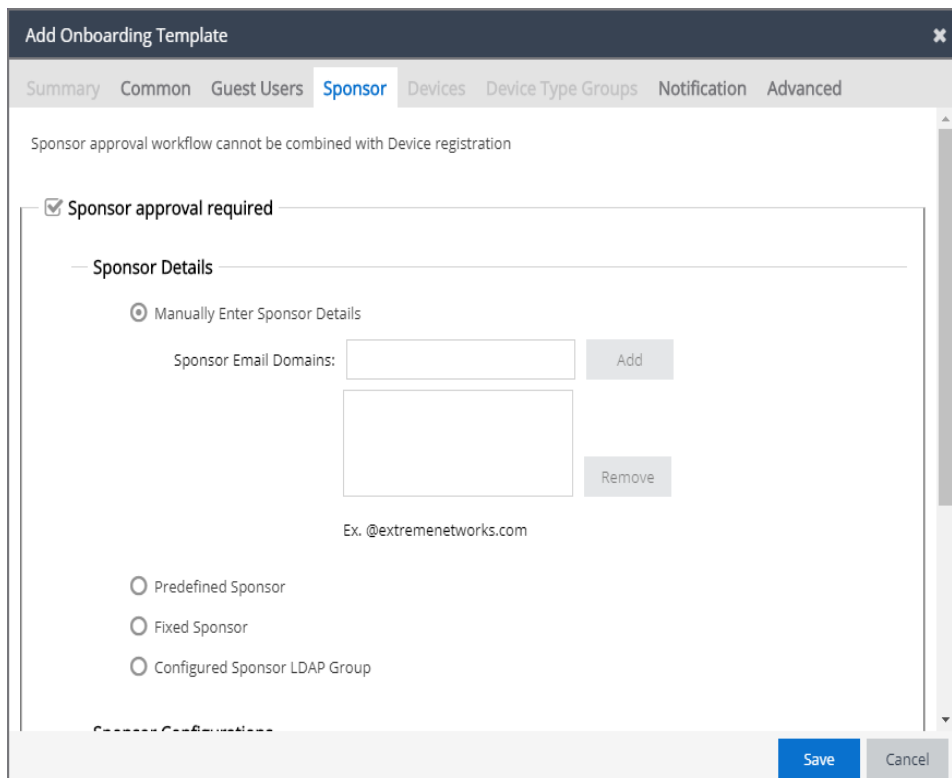 Add Onboarding Template
Summary Common Guest Users Sponsor Devices Device Type Groups Notification Advanced
Sponsor approval workflow cannot be combined with Device registration
Sponsor approval required
Sponsor Details
Manually Enter Sponsor Details
Sponsor Email Domains: Add
Remove
Ex. @extremenetworks.com
Predefined Sponsor
Fixed Sponsor
Configured Sponsor LDAP Group
Sponsor Configurations
Save Cancel